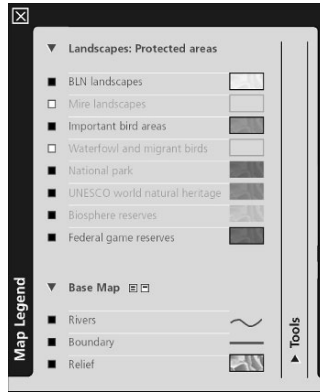 Landscapes: Protected areas
BLN landscapes
Mire landscapes
Important bird areas
Waterfowl and migrant birds
National park
UNESCO world natural heritage
Biosphere reserves
Federal game reserves
Base Map
Rivers
Boundary
Relief
Map Legend
Tools